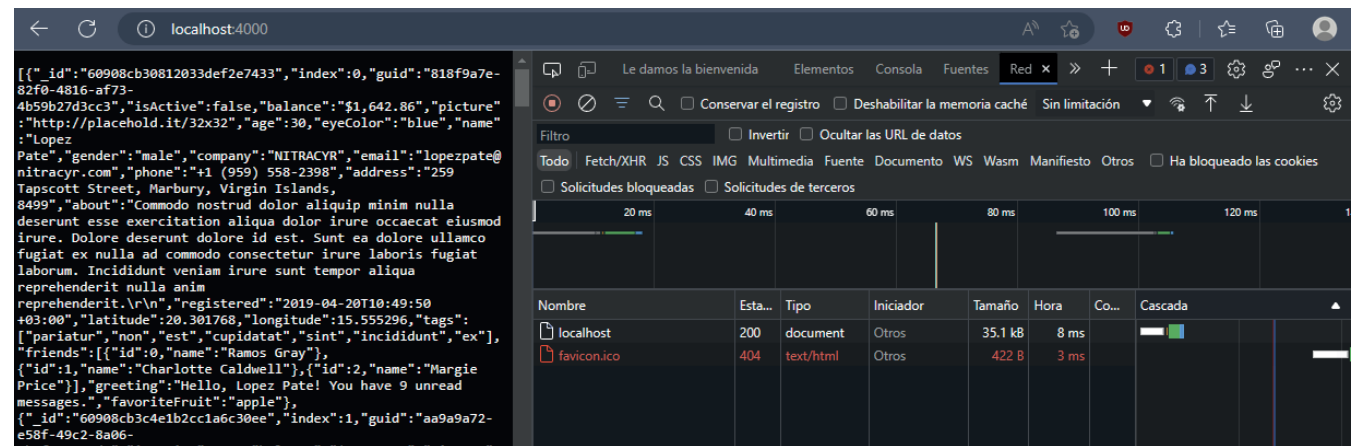 localhost:4000
[{"_id":"60908cb30812033def2e7433","index":0,"guid":"818f9a7e-
82f0-4816-af73-
4b59b27d3cc3","isActive":false,"balance":"$1,642.86","picture"
:"http://placehold.it/32x32","age":30,"eyeColor":"blue","name"
:"Lopez
Pate","gender":"male","company":"NITRACYR","email":"lopezpate@
nitracyr.com","phone":"+1 (959) 558-2398","address":"259
Tapscott Street, Marbury, Virgin Islands,
8499","about":"Commodo nostrud dolor aliquip minim nulla
deserunt esse exercitation aliqua dolor irure occaecat eiusmod
irure. Dolore deserunt dolore id est. Sunt ea dolore ullamco
fugiat ex nulla ad commodo consectetur irure laboris fugiat
laborum. Incididunt veniam irure sunt tempor aliqua
reprehenderit nulla anim
reprehenderit.\r\n","registered":"2019-04-20T10:49:50
+03:00","latitude":20.301768,"longitude":15.555296,"tags":
["pariatur","non","est","cupidatat","sint","incididunt","ex"],
"friends":[{"id":0,"name":"Ramos Gray"},
{"id":1,"name":"Charlotte Caldwell"},{"id":2,"name":"Margie
Price"}],"greeting":"Hello, Lopez Pate! You have 9 unread
messages.","favoriteFruit":"apple"},
{"_id":"60908cb3c4e1b2cc1a6c30ee","index":1,"guid":"aa9a9a72-
e58f-49c2-8a06-
Le damos la bienvenida Elementos Consola Fuentes Red 1 3
Conservar el registro Deshabilitar la memoria caché Sin limitación
Filtro Invertir Ocultar las URL de datos
Todo Fetch/XHR JS CSS IMG Multimedia Fuente Documento WS Wasm Manifiesto Otros Ha bloqueado las cookies
Solicitudes bloqueadas Solicitudes de terceros
20 ms 40 ms 60 ms 80 ms 100 ms 120 ms
Nombre Esta... Tipo Iniciador Tamaño Hora Co... Cascada
localhost 200 document Otros 35.1 kB 8 ms
favicon.ico 404 text/html Otros 422 B 3 ms